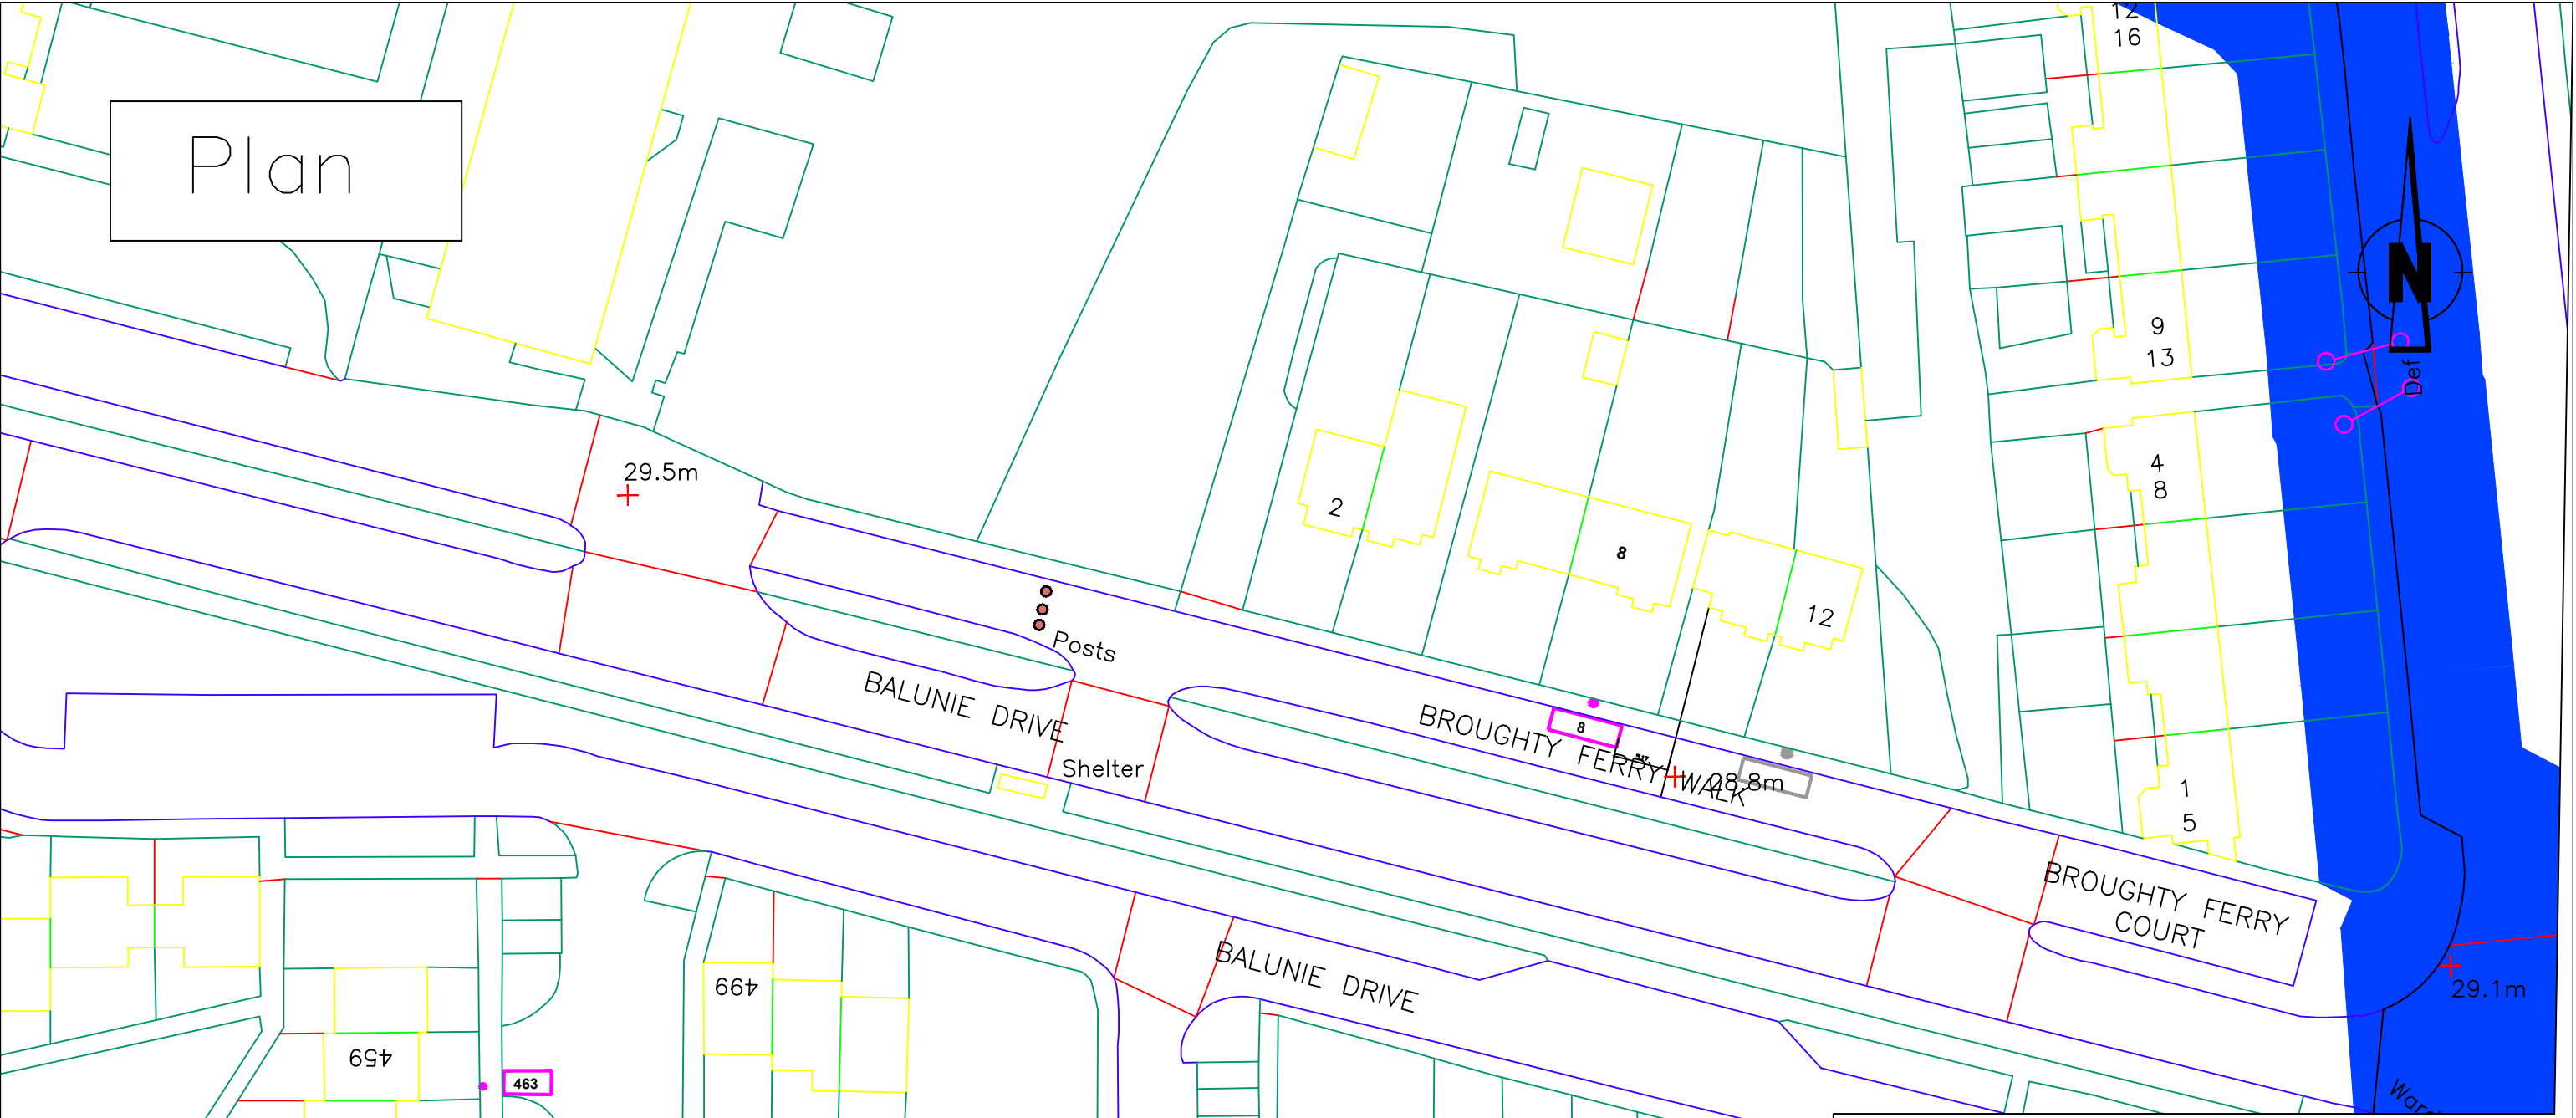 Plan
12
16
9
13
Def
29.5m
4
8
2
8
12
Posts
BALUNIE DRIVE
Shelter
BROUGHTY FERRY WALK
8
28.8m
1
5
BROUGHTY FERRY
COURT
29.1m
BALUNIE DRIVE
499
459
463